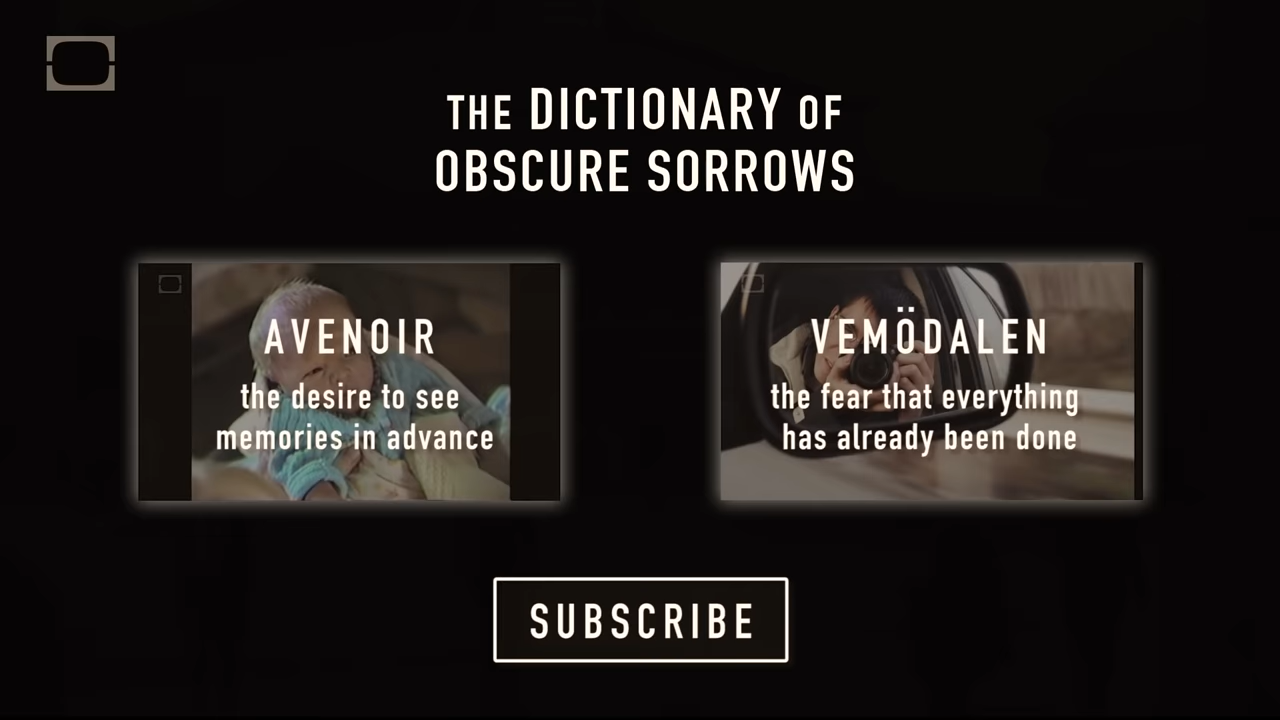 THE DICTIONARY OF
OBSCURE SORROWS
AVENOIR
the desire to see
memories in advance
VEMÖDALEN
the fear that everything
has already been done
SUBSCRIBE